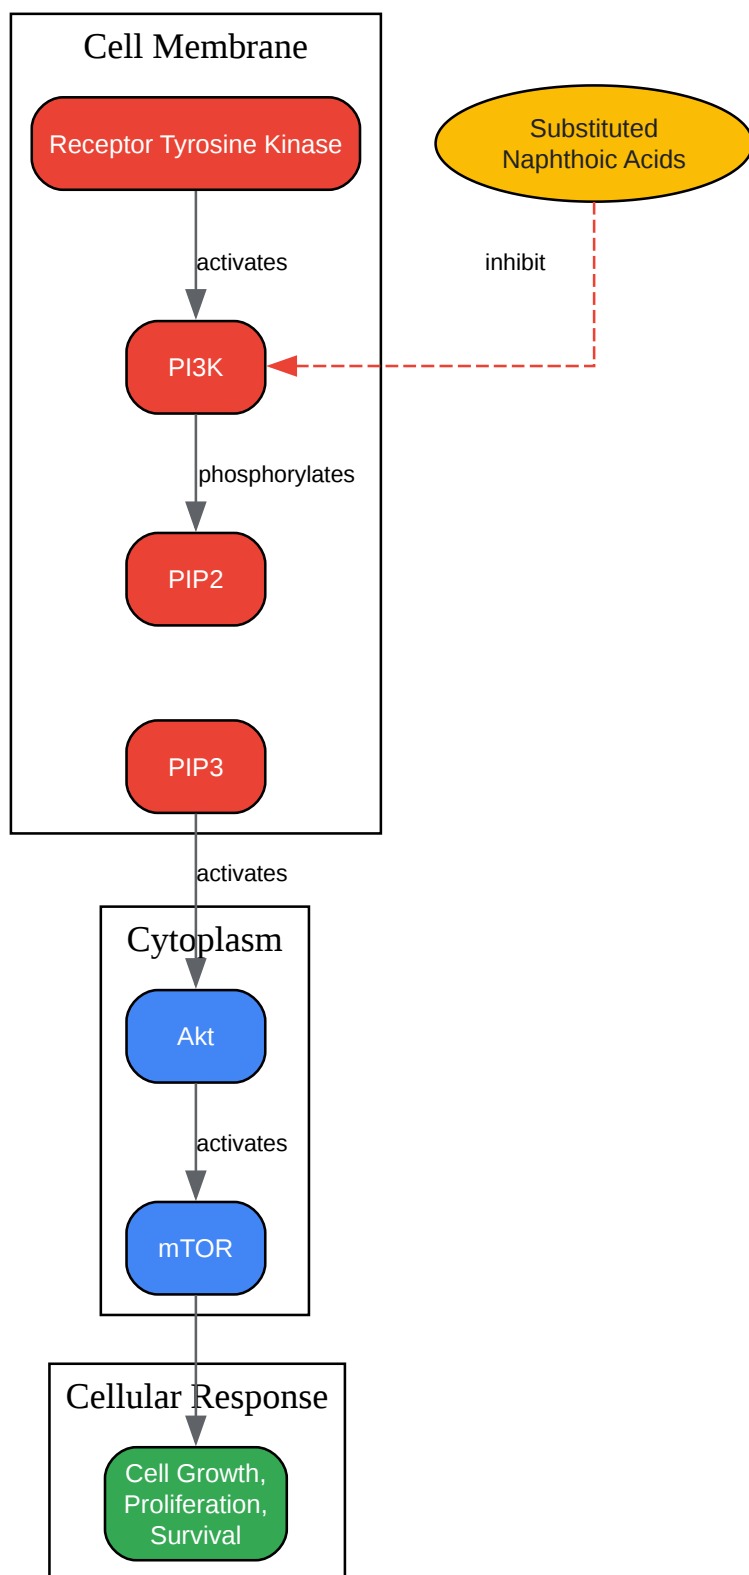 Cell Membrane
Receptor Tyrosine Kinase
Substituted
Naphthoic Acids
activates
inhibit
PI3K
phosphorylates
PIP2
PIP3
activates
Cytoplasm
Akt
activates
mTOR
Cellular Response
Cell Growth,
Proliferation,
Survival